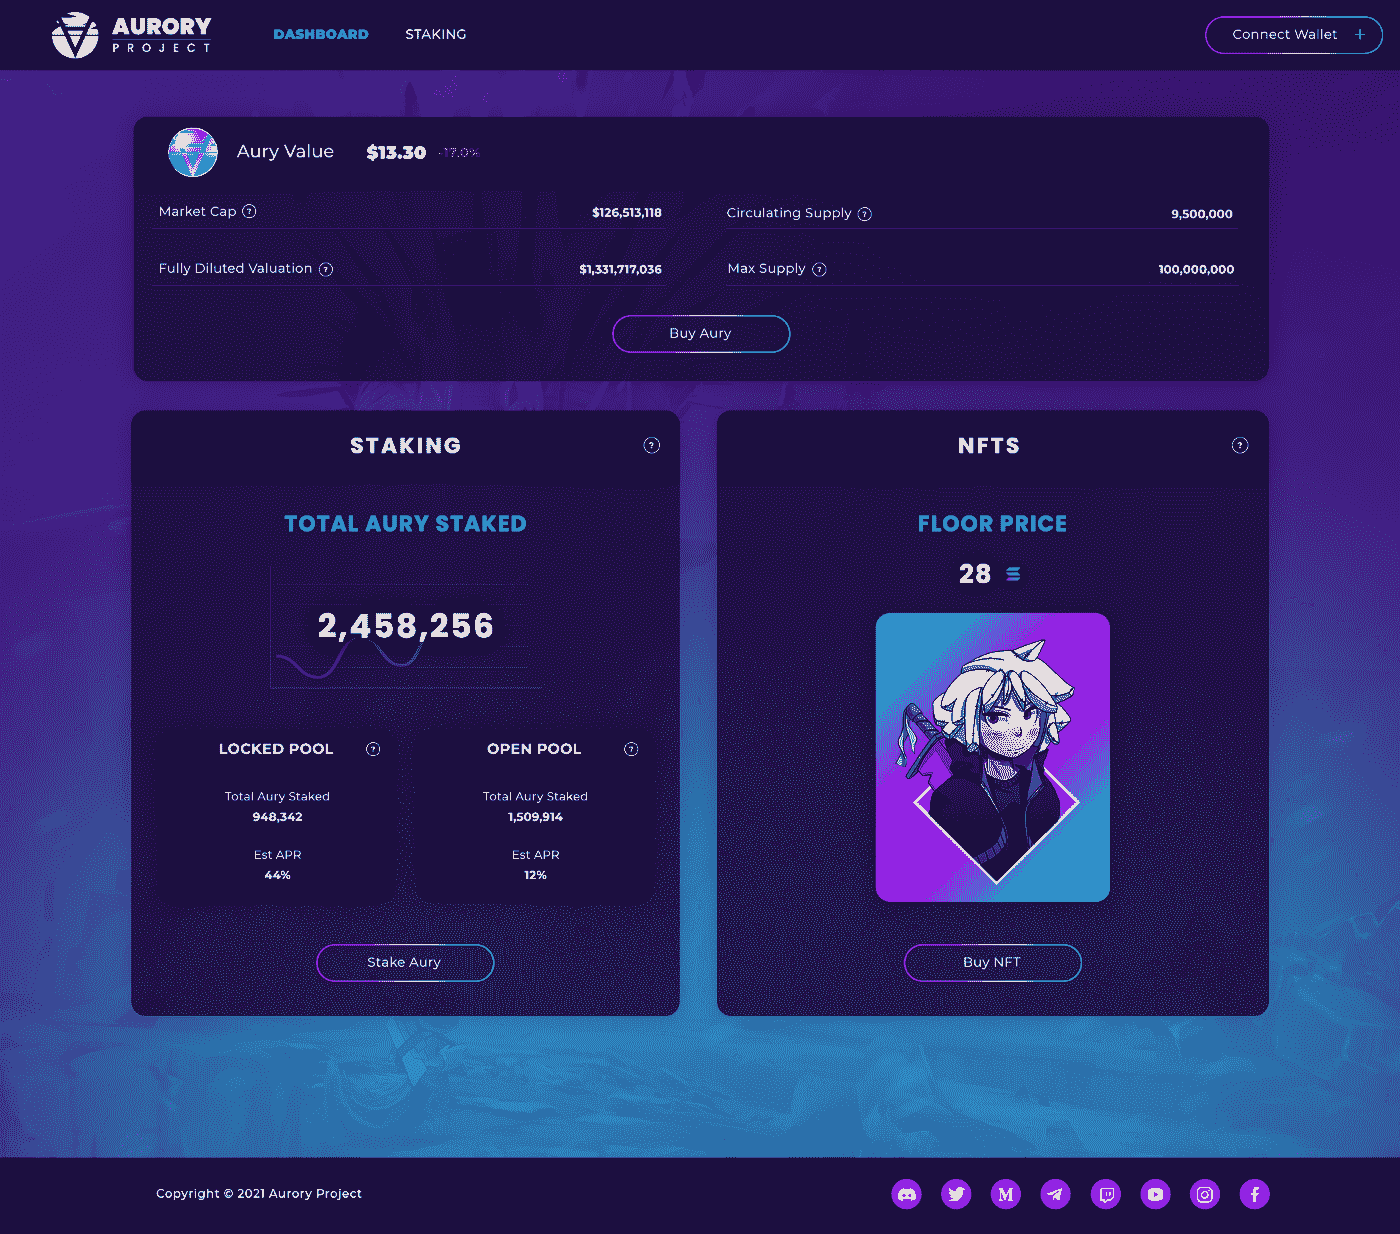 AURORY
PROJECT
DASHBOARD
STAKING
Connect Wallet +
Aury Value
$13.30
-17.0%
Market Cap ?
$126,513,118
Circulating Supply ?
9,500,000
Fully Diluted Valuation ?
$1,331,717,036
Max Supply ?
100,000,000
Buy Aury
STAKING ?
TOTAL AURY STAKED
2,458,256
LOCKED POOL ?
Total Aury Staked
948,342
Est APR
44%
OPEN POOL ?
Total Aury Staked
1,509,914
Est APR
12%
Stake Aury
NFTS ?
FLOOR PRICE
28
Buy NFT
Copyright © 2021 Aurory Project